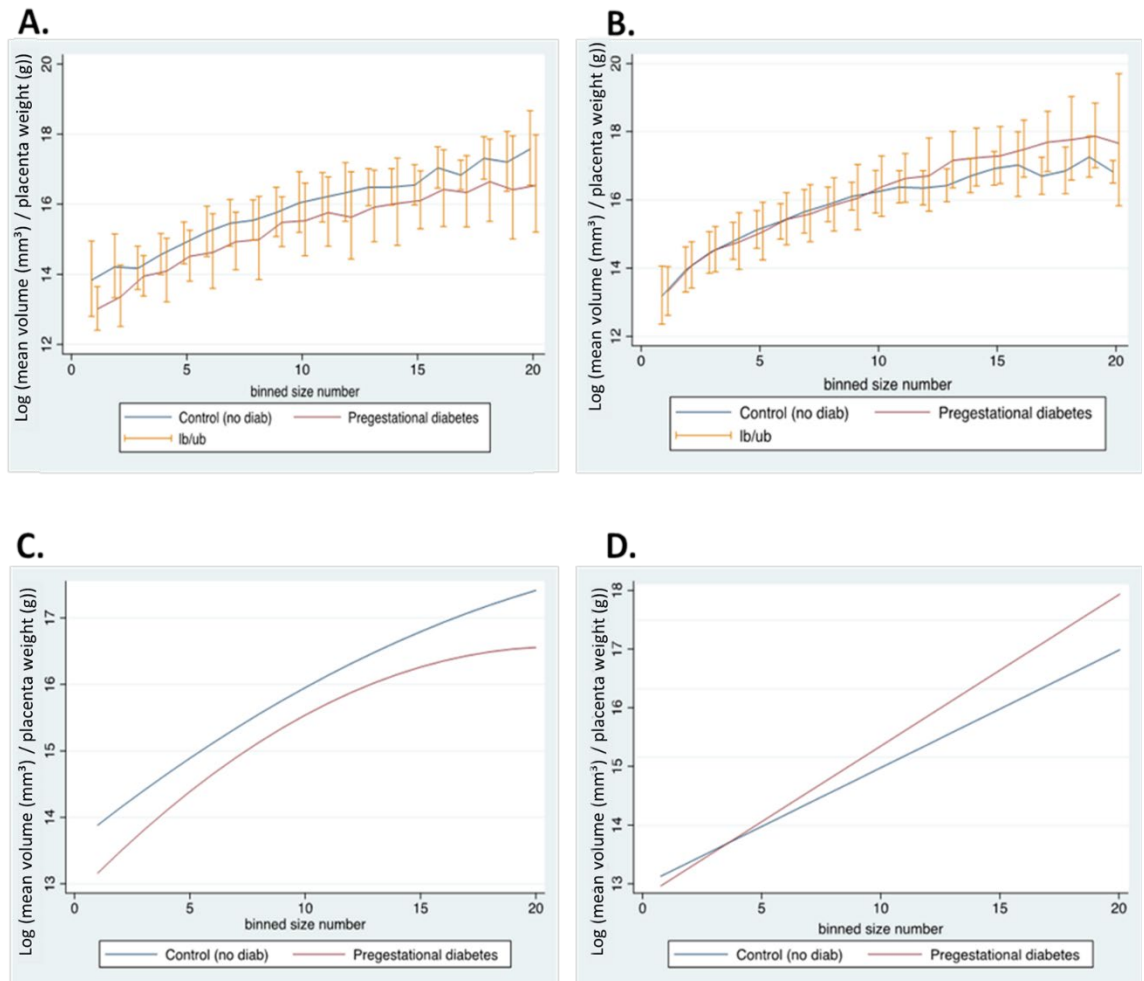 A.
Log (mean volume (mm³) / placenta weight (g))
20
18
16
14
12
0 5 10 15 20
binned size number
Control (no diab) Pregestational diabetes
lb/ub
B.
Log (mean volume (mm³) / placenta weight (g))
20
18
16
14
12
0 5 10 15 20
binned size number
Control (no diab) Pregestational diabetes
lb/ub
C.
Log (mean volume (mm³) / placenta weight (g))
17
16
15
14
13
0 5 10 15 20
binned size number
Control (no diab) Pregestational diabetes
D.
Log (mean volume (mm³) / placenta weight (g))
18
17
16
15
14
13
0 5 10 15 20
binned size number
Control (no diab) Pregestational diabetes